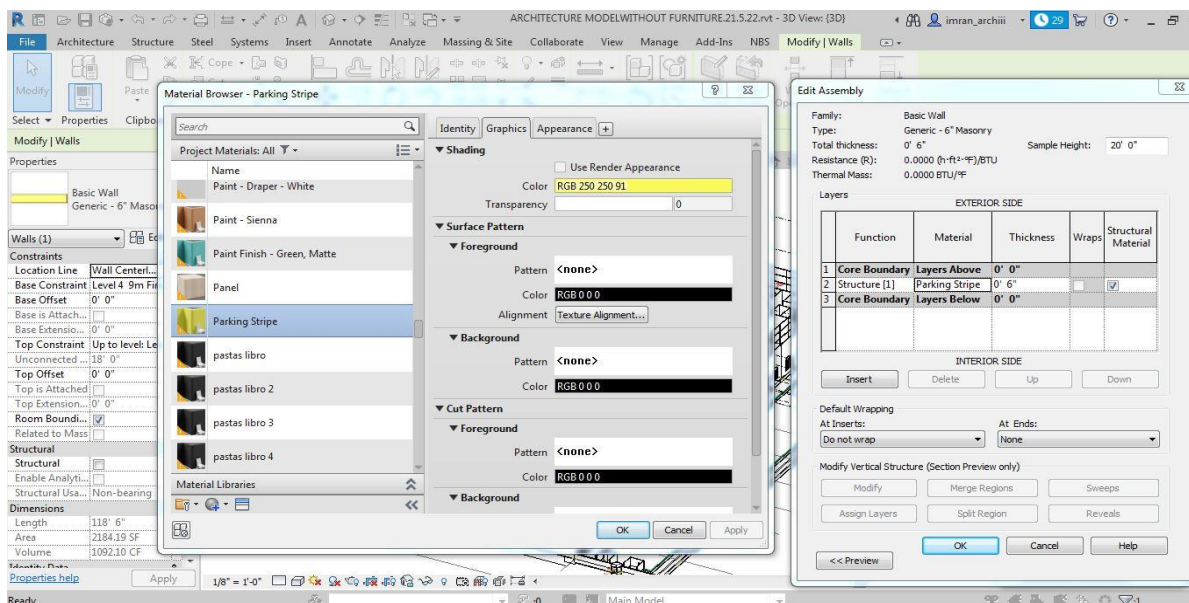 ARCHITECTURE MODELWITHOUT FURNITURE.21.5.22.rvt - 3D View: {3D}
imran_archiii
29
File Architecture Structure Steel Systems Insert Annotate Analyze Massing & Site Collaborate View Manage Add-Ins NBS Modify | Walls
Modify
Paste
Cope
Select Properties Clipbo
Modify | Walls
Properties
Basic Wall
Generic - 6" Maso
Walls (1)
Constraints
Location Line Wall Centerl...
Base Constraint Level 4 9m Fi
Base Offset 0' 0"
Base is Attach...
Base Extensio... 0' 0"
Top Constraint Up to level: Le
Unconnected ... 18' 0"
Top Offset 0' 0"
Top is Attached
Top Extension... 0' 0"
Room Boundi...
Related to Mass
Structural
Structural
Enable Analyti...
Structural Usa... Non-bearing
Dimensions
Length 118' 6"
Area 2184.19 SF
Volume 1092.10 CF
Identity Data
Properties help Apply
Ready
Material Browser - Parking Stripe
Search
Project Materials: All
Name
Paint - Draper - White
Paint - Sienna
Paint Finish - Green, Matte
Panel
Parking Stripe
pastas libro
pastas libro 2
pastas libro 3
pastas libro 4
Material Libraries
Identity Graphics Appearance
Shading
Use Render Appearance
Color RGB 250 250 91
Transparency 0
Surface Pattern
Foreground
Pattern <none>
Color RGB 0 0 0
Alignment Texture Alignment...
Background
Pattern <none>
Color RGB 0 0 0
Cut Pattern
Foreground
Pattern <none>
Color RGB 0 0 0
Background
OK Cancel Apply
1/8" = 1'-0"
:0 Main Model
Edit Assembly
Family: Basic Wall
Type: Generic - 6" Masonry
Total thickness: 0' 6" Sample Height: 20' 0"
Resistance (R): 0.0000 (h·ft²·°F)/BTU
Thermal Mass: 0.0000 BTU/°F
Layers
EXTERIOR SIDE
Function Material Thickness Wraps Structural Material
1 Core Boundary Layers Above 0' 0"
2 Structure [1] Parking Stripe 0' 6"
3 Core Boundary Layers Below 0' 0"
INTERIOR SIDE
Insert Delete Up Down
Default Wrapping
At Inserts: At Ends:
Do not wrap None
Modify Vertical Structure (Section Preview only)
Modify Merge Regions Sweeps
Assign Layers Split Region Reveals
OK Cancel Help
<< Preview